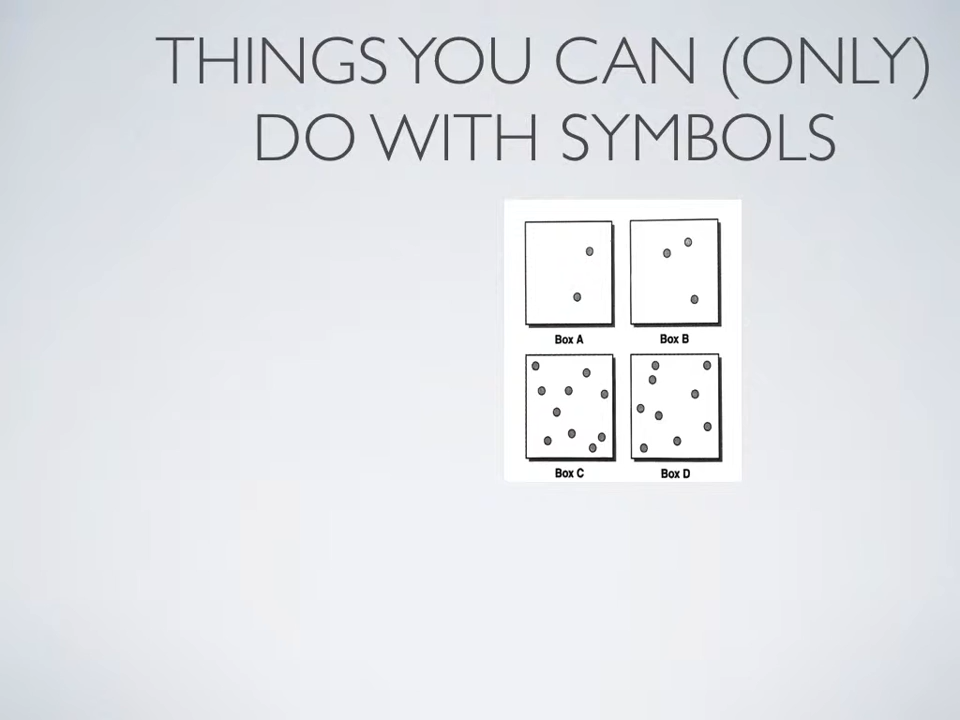 THINGS YOU CAN (ONLY)
DO WITH SYMBOLS
Box A
Box B
Box C
Box D